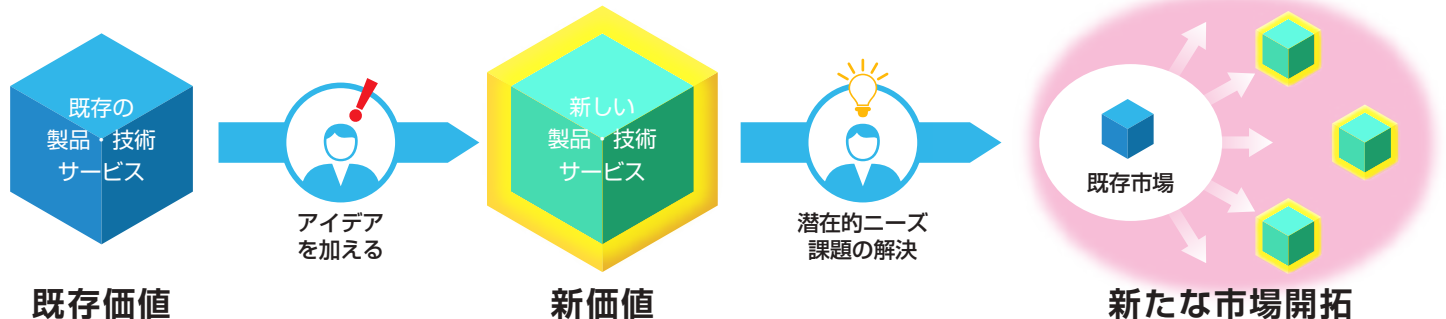 既存の
製品・技術
サービス
アイデア
を加える
新しい
製品・技術
サービス
潜在的ニーズ
課題の解決
既存市場
既存価値
新価値
新たな市場開拓